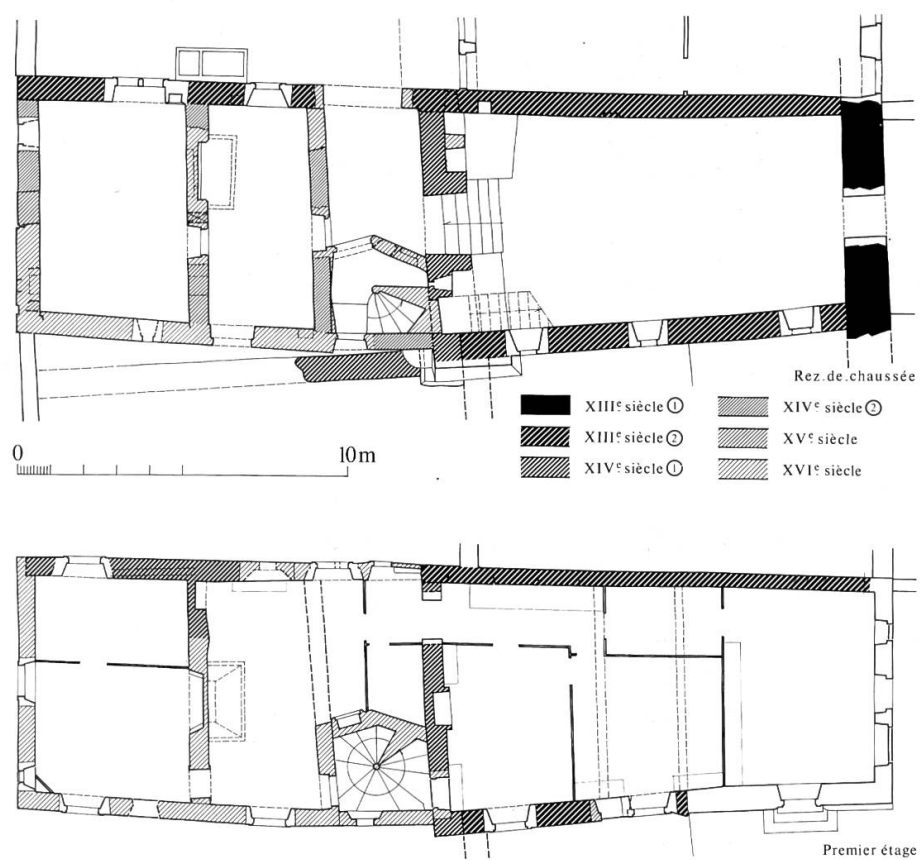 Rez.de.chaussée
XIIIᵉ siècle ①
XIIIᵉ siècle ②
XIVᵉ siècle ①
XIVᵉ siècle ②
XVᵉ siècle
XVIᵉ siècle
0 10m
Premier étage